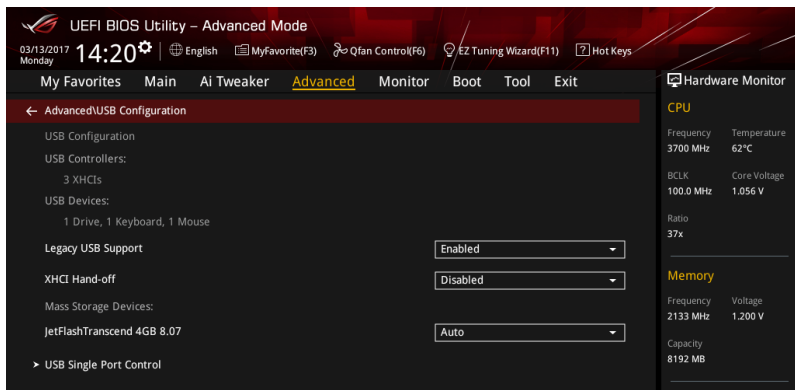 UEFI BIOS Utility – Advanced Mode
03/13/2017 Monday 14:20 English MyFavorite(F3) Qfan Control(F6) EZ Tuning Wizard(F11) ? Hot Keys
My Favorites Main Ai Tweaker Advanced Monitor Boot Tool Exit
← Advanced\USB Configuration
USB Configuration
USB Controllers:
3 XHCIs
USB Devices:
1 Drive, 1 Keyboard, 1 Mouse
Legacy USB Support Enabled
XHCI Hand-off Disabled
Mass Storage Devices:
JetFlashTranscend 4GB 8.07 Auto
USB Single Port Control
Hardware Monitor
CPU
Frequency Temperature
3700 MHz 62°C
BCLK Core Voltage
100.0 MHz 1.056 V
Ratio
37x
Memory
Frequency Voltage
2133 MHz 1.200 V
Capacity
8192 MB